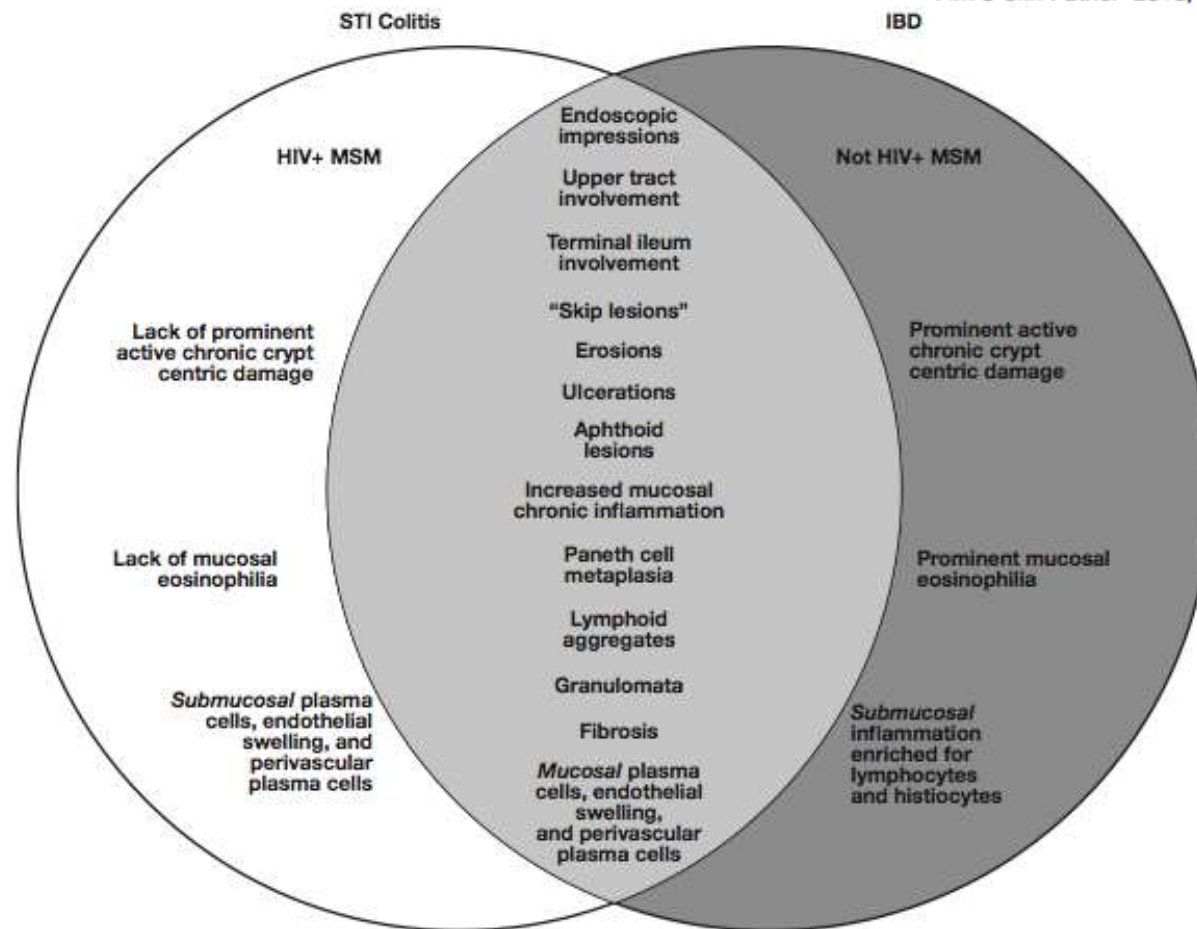 STI Colitis
IBD
HIV+ MSM
Lack of prominent
active chronic crypt
centric damage
Lack of mucosal
eosinophilia
Submucosal plasma
cells, endothelial
swelling, and
perivascular
plasma cells
Endoscopic
impressions
Upper tract
involvement
Terminal ileum
involvement
“Skip lesions”
Erosions
Ulcerations
Aphthoid
lesions
Increased mucosal
chronic inflammation
Paneth cell
metaplasia
Lymphoid
aggregates
Granulomata
Fibrosis
Mucosal plasma
cells, endothelial
swelling,
and perivascular
plasma cells
Not HIV+ MSM
Prominent active
chronic crypt
centric damage
Prominent mucosal
eosinophilia
Submucosal
inflammation
enriched for
lymphocytes
and histiocytes